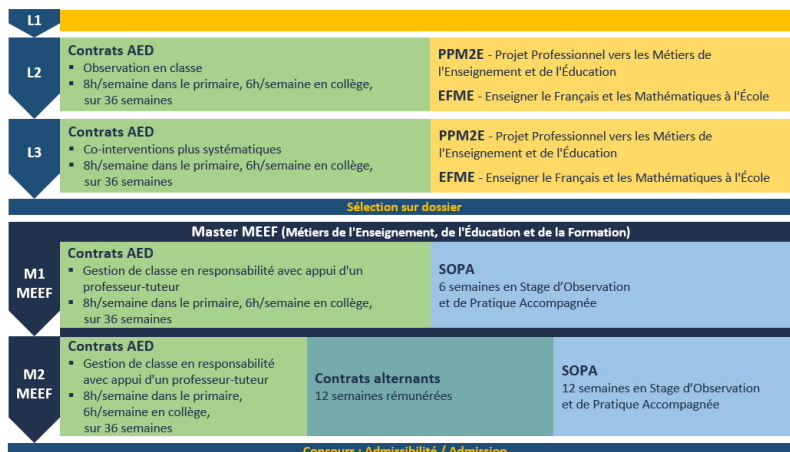 L1
L2
Contrats AED
▪ Observation en classe
▪ 8h/semaine dans le primaire, 6h/semaine en collège,
sur 36 semaines
PPM2E - Projet Professionnel vers les Métiers de
l'Enseignement et de l'Éducation
EFME - Enseigner le Français et les Mathématiques à l'École
L3
Contrats AED
▪ Co-interventions plus systématiques
▪ 8h/semaine dans le primaire, 6h/semaine en collège,
sur 36 semaines
PPM2E - Projet Professionnel vers les Métiers de
l'Enseignement et de l'Éducation
EFME - Enseigner le Français et les Mathématiques à l'École
Sélection sur dossier
Master MEEF (Métiers de l'Enseignement, de l'Éducation et de la Formation)
M1
MEEF
Contrats AED
▪ Gestion de classe en responsabilité avec appui d'un
professeur-tuteur
▪ 8h/semaine dans le primaire, 6h/semaine en collège,
sur 36 semaines
SOPA
6 semaines en Stage d'Observation
et de Pratique Accompagnée
M2
MEEF
Contrats AED
▪ Gestion de classe en responsabilité
avec appui d'un professeur-tuteur
▪ 8h/semaine dans le primaire,
6h/semaine en collège,
sur 36 semaines
Contrats alternants
12 semaines rémunérées
SOPA
12 semaines en Stage d'Observation
et de Pratique Accompagnée
Concours : Admissibilité / Admission